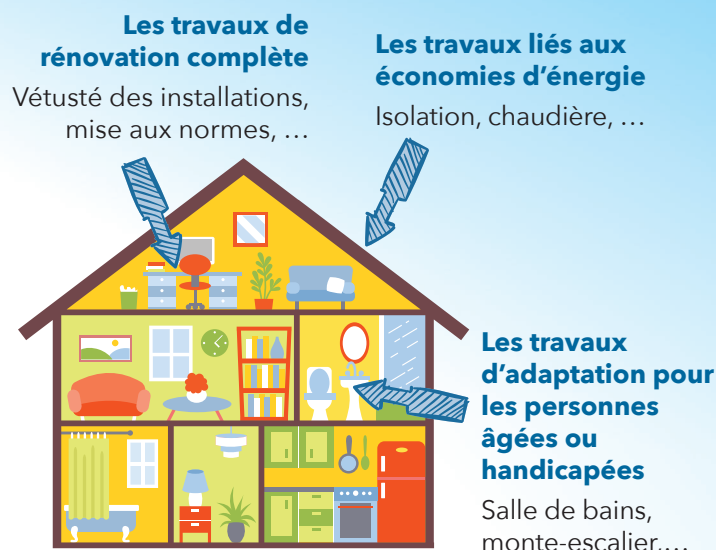 Les travaux de
rénovation complète
Vétusté des installations,
mise aux normes, …
Les travaux liés aux
économies d’énergie
Isolation, chaudière, …
Les travaux
d’adaptation pour
les personnes
âgées ou
handicapées
Salle de bains,
monte-escalier,…